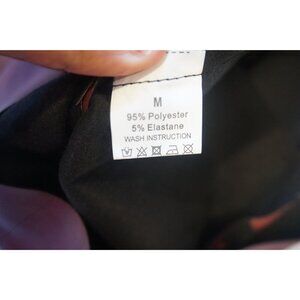 M
95% Polyester
5% Elastane
WASH INSTRUCTION